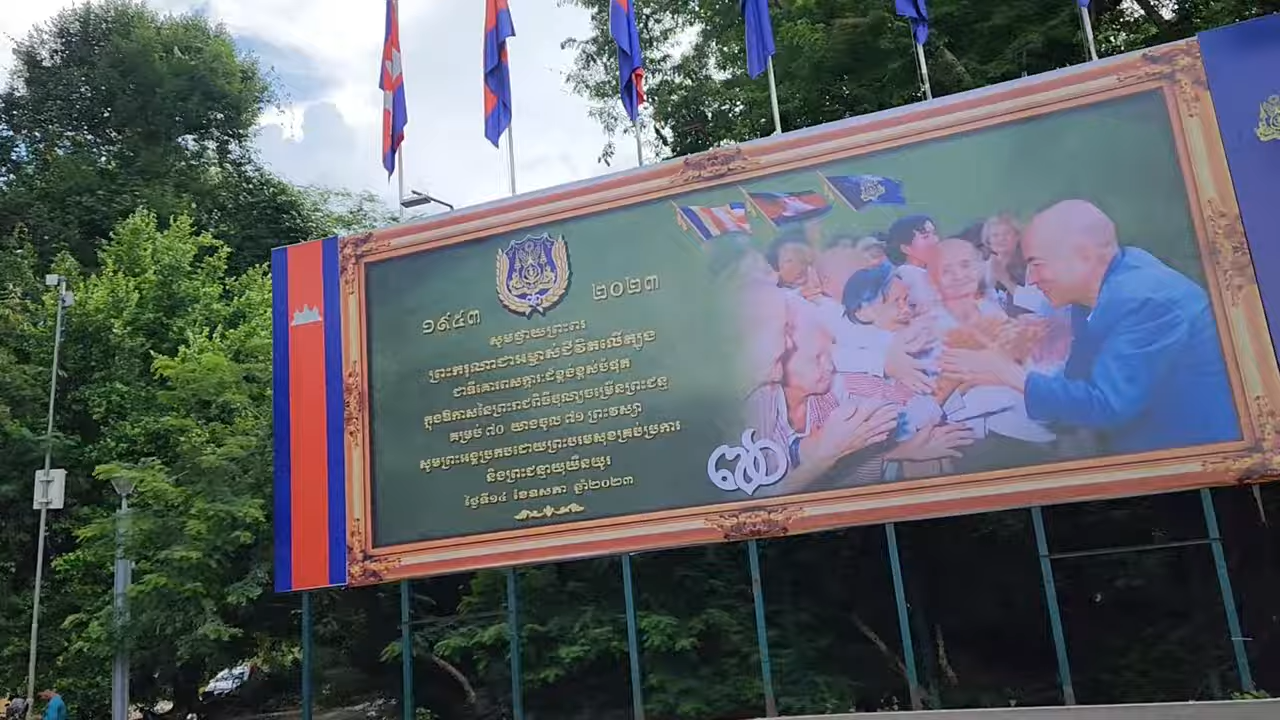 ១៩៥៣
២០២៣
សូមថ្វាយព្រះពរ
ព្រះករុណាជាអម្ចាស់ជីវិតលើត្បូង
ជាទីគោរពសក្ការៈដ៏ខ្ពង់ខ្ពស់បំផុត
ក្នុងឱកាសនៃព្រះរាជពិធីបុណ្យចម្រើនព្រះជន្ម
គម្រប់ ៧០ យាងចូល ៧១ ព្រះវស្សា
សូមព្រះអង្គប្រកបដោយព្រះបរមសុខគ្រប់ប្រការ
និងព្រះជន្មាយុយឺនយូរ
ថ្ងៃទី១៤ ខែឧសភា ឆ្នាំ២០២៣